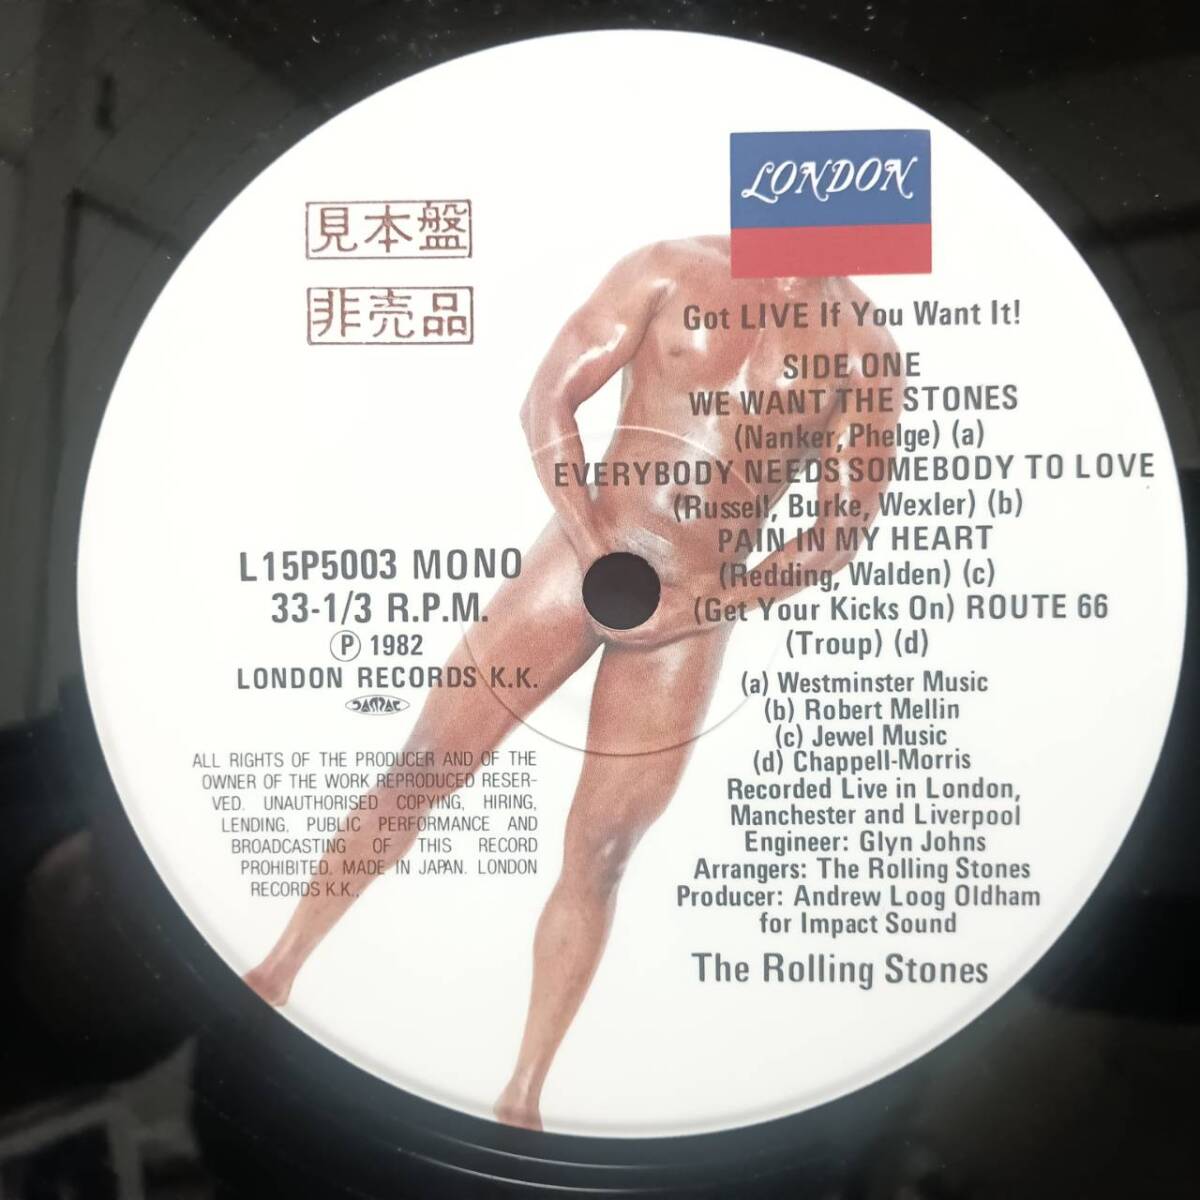 LONDON
見本盤
非売品
Got LIVE If You Want It!
SIDE ONE
WE WANT THE STONES
(Nanker, Phelge) (a)
EVERYBODY NEEDS SOMEBODY TO LOVE
(Russell, Burke, Wexler) (b)
PAIN IN MY HEART
(Redding, Walden) (c)
(Get Your Kicks On) ROUTE 66
(Troup) (d)
(a) Westminster Music
(b) Robert Mellin
(c) Jewel Music
(d) Chappell-Morris
Recorded Live in London,
Manchester and Liverpool
Engineer: Glyn Johns
Arrangers: The Rolling Stones
Producer: Andrew Loog Oldham
for Impact Sound
The Rolling Stones
L15P5003 MONO
33-1/3 R.P.M.
Ⓟ 1982
LONDON RECORDS K.K.
JASRAC
ALL RIGHTS OF THE PRODUCER AND OF THE
OWNER OF THE WORK REPRODUCED RESER-
VED. UNAUTHORISED COPYING, HIRING,
LENDING, PUBLIC PERFORMANCE AND
BROADCASTING OF THIS RECORD
PROHIBITED. MADE IN JAPAN. LONDON
RECORDS K.K.,